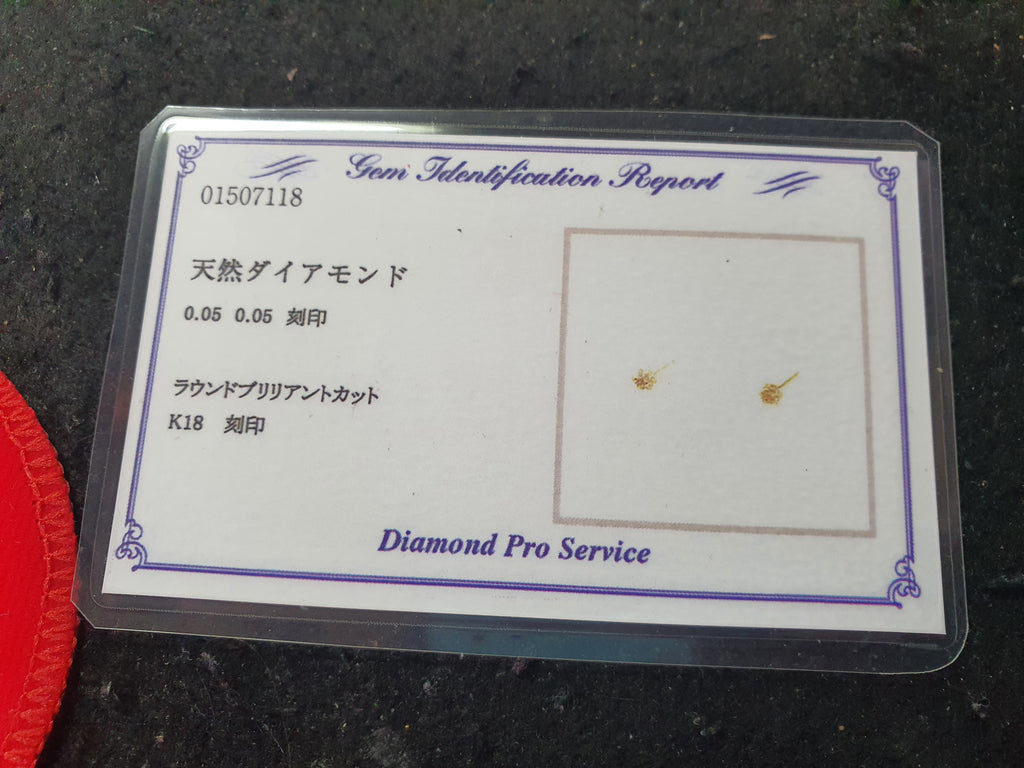 Gem Identification Report
01507118
天然ダイアモンド
0.05 0.05 刻印
ラウンドブリリアントカット
K18 刻印
Diamond Pro Service